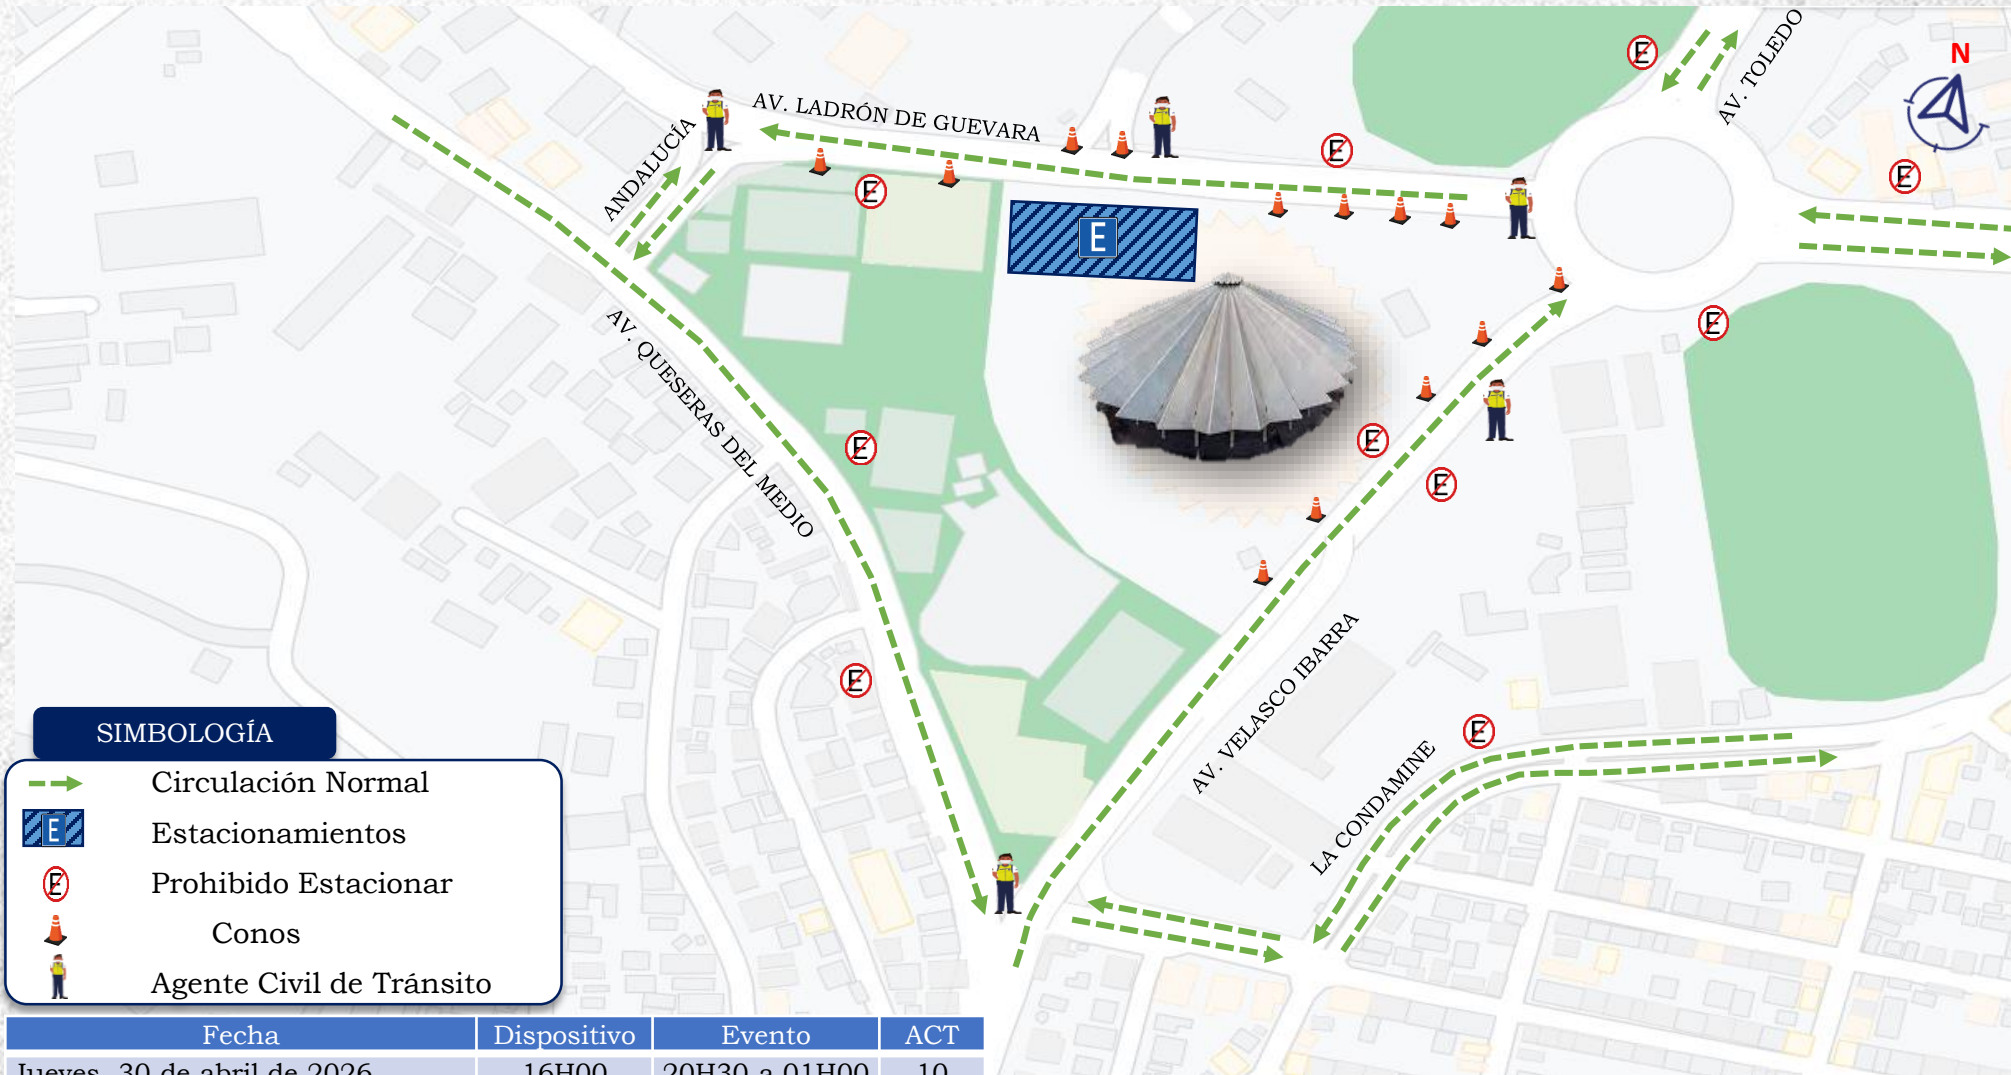 N
AV. TOLEDO
AV. LADRÓN DE GUEVARA
ANDALUCÍA
E
E
E
E
E
E
AV. QUESERAS DEL MEDIO
E
E
E
E
E
AV. VELASCO IBARRA
LA CONDAMINE
E
SIMBOLOGÍA
Circulación Normal
E Estacionamientos
E Prohibido Estacionar
Conos
Agente Civil de Tránsito
Fecha Dispositivo Evento ACT
Jueves, 30 de abril de 2026 16H00 20H30 a 01H00 10